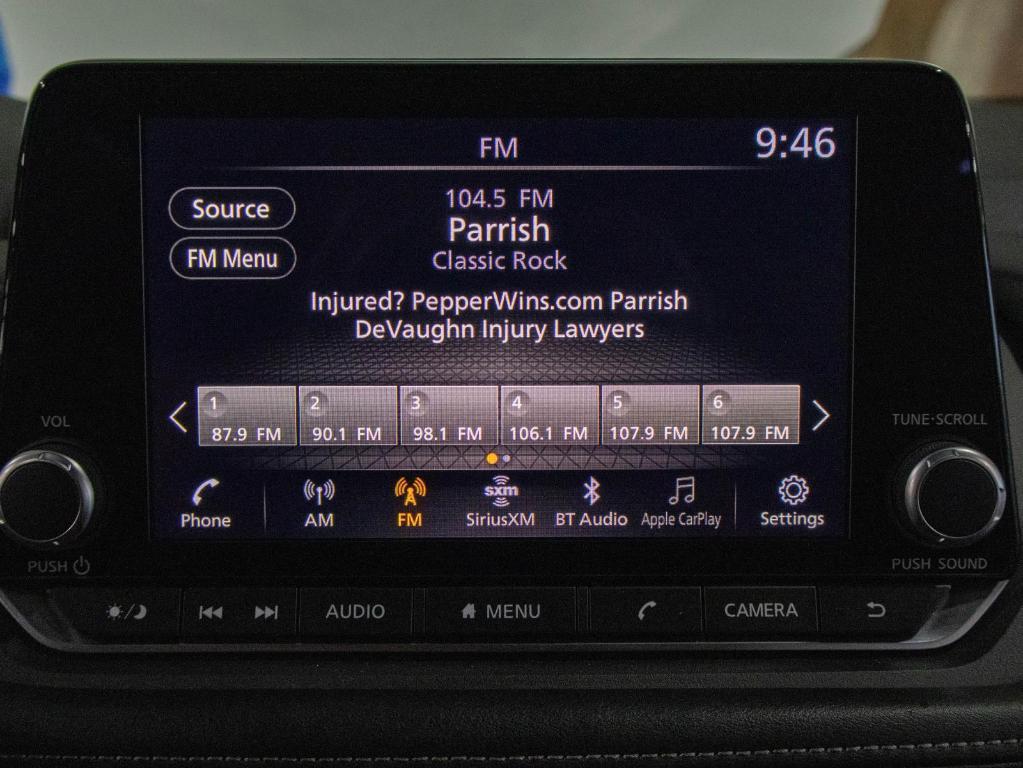 FM
9:46
Source
104.5 FM
Parrish
FM Menu
Classic Rock
Injured? PepperWins.com Parrish
DeVaughn Injury Lawyers
1
2
3
4
5
6
87.9 FM
90.1 FM
98.1 FM
106.1 FM
107.9 FM
107.9 FM
VOL
TUNE·SCROLL
sxm
Phone
AM
FM
SiriusXM
BT Audio
Apple CarPlay
Settings
PUSH
PUSH SOUND
AUDIO
MENU
CAMERA